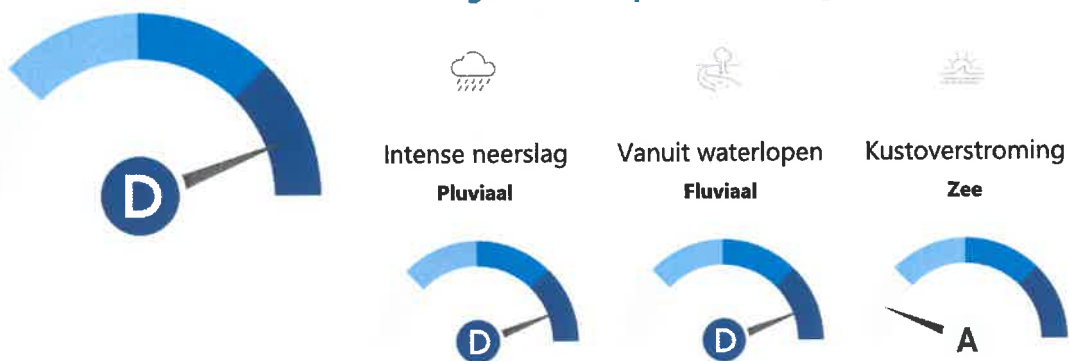 D
Intense neerslag
Pluviaal
D
Vanuit waterlopen
Fluviaal
D
Kustoverstroming
Zee
A